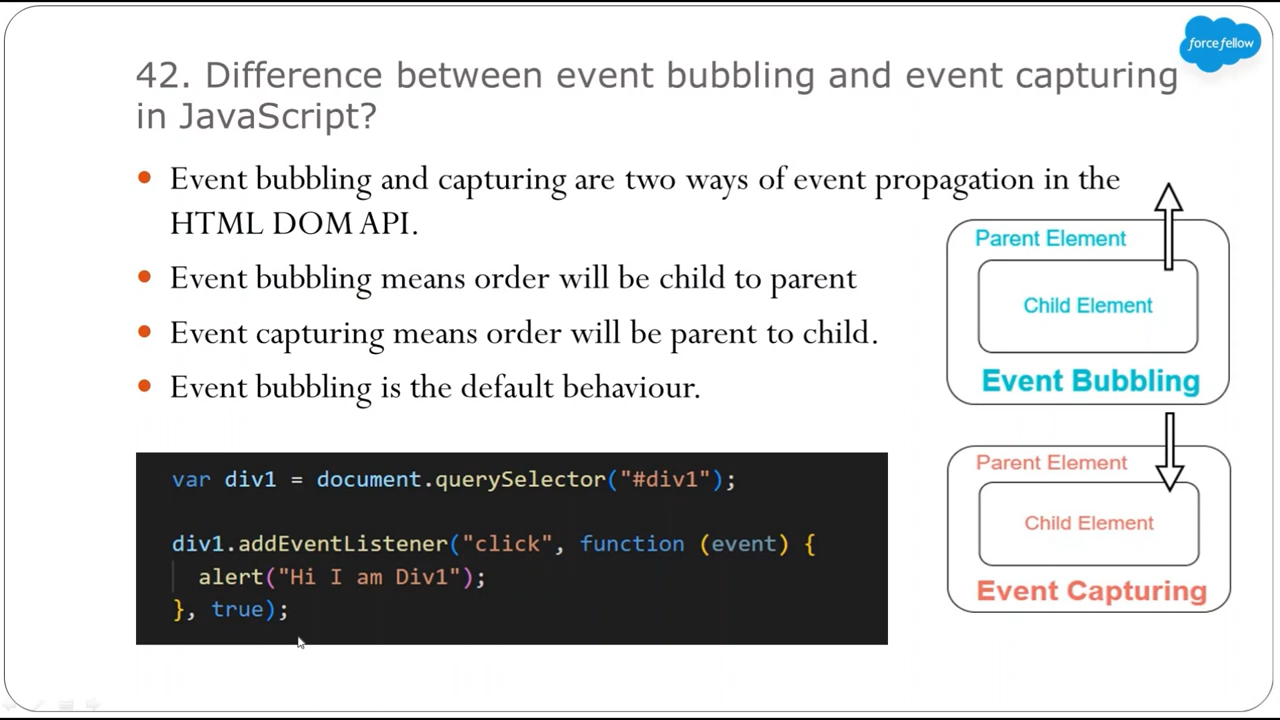 force fellow
42. Difference between event bubbling and event capturing
in JavaScript?
• Event bubbling and capturing are two ways of event propagation in the
HTML DOM API.
• Event bubbling means order will be child to parent
• Event capturing means order will be parent to child.
• Event bubbling is the default behaviour.
Parent Element
Child Element
Event Bubbling
Parent Element
Child Element
Event Capturing
var div1 = document.querySelector("#div1");
div1.addEventListener("click", function (event) {
alert("Hi I am Div1");
}, true);